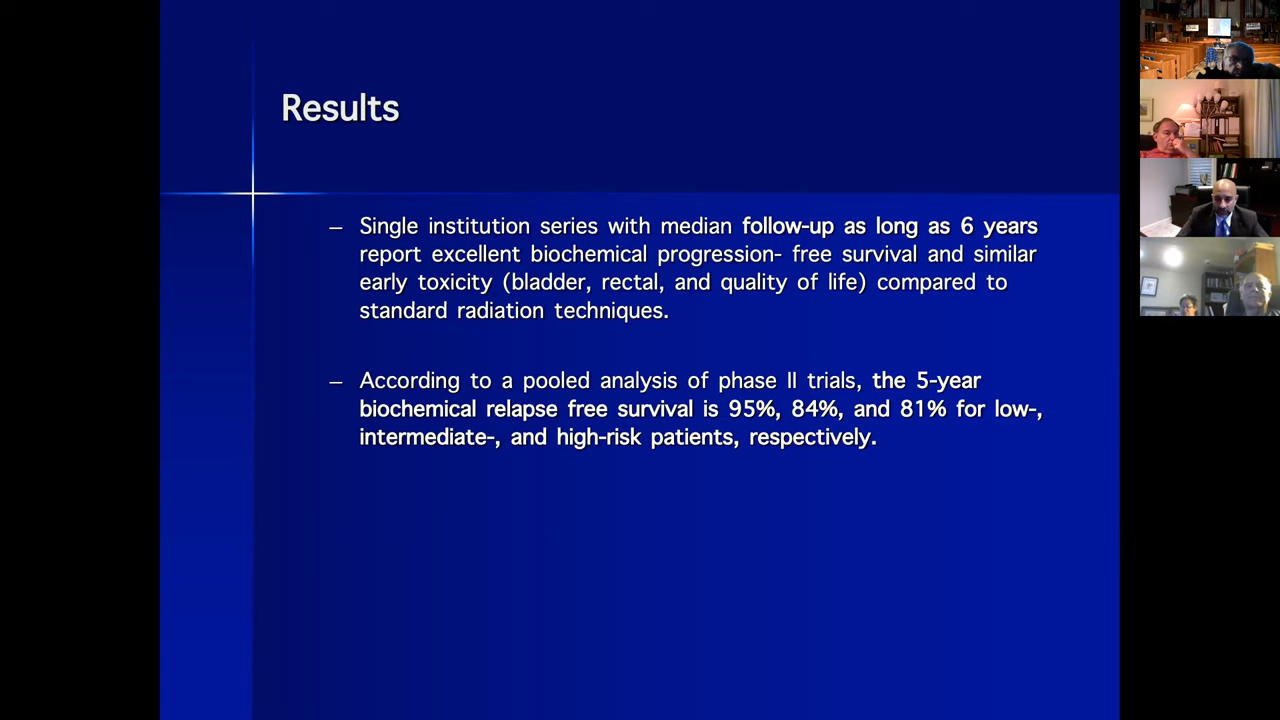 Results
– Single institution series with median follow-up as long as 6 years
report excellent biochemical progression- free survival and similar
early toxicity (bladder, rectal, and quality of life) compared to
standard radiation techniques.
– According to a pooled analysis of phase II trials, the 5-year
biochemical relapse free survival is 95%, 84%, and 81% for low-,
intermediate-, and high-risk patients, respectively.